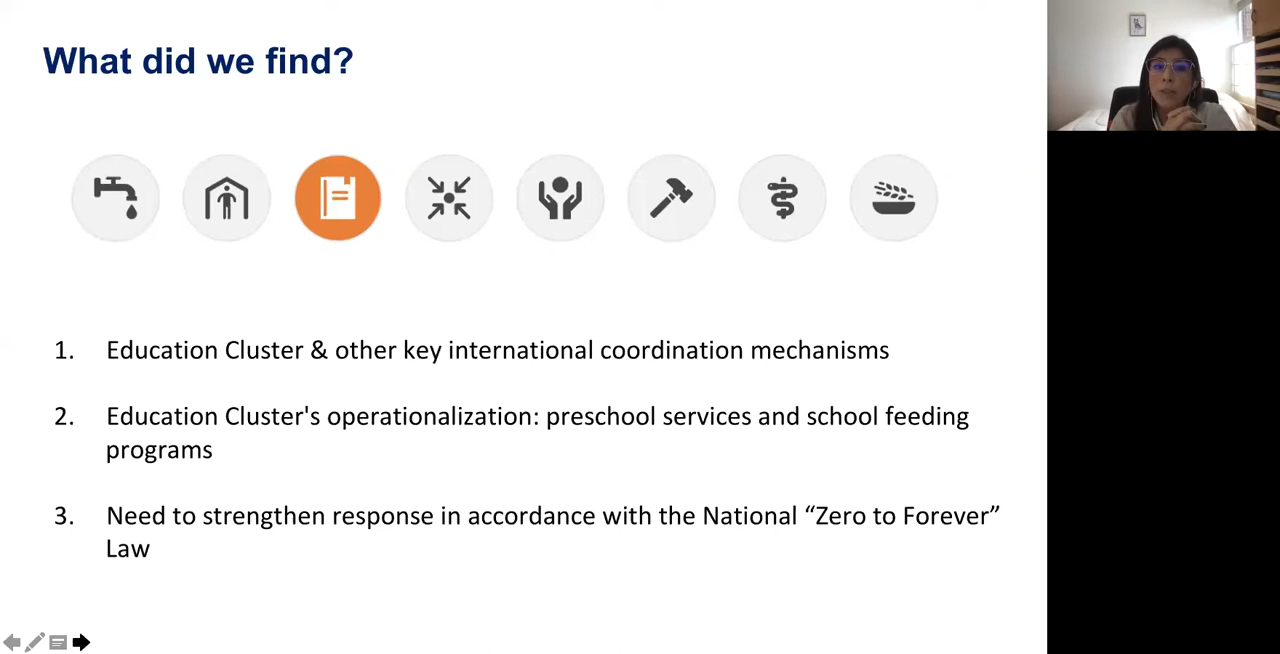 What did we find?
1. Education Cluster & other key international coordination mechanisms
2. Education Cluster's operationalization: preschool services and school feeding
programs
3. Need to strengthen response in accordance with the National “Zero to Forever”
Law